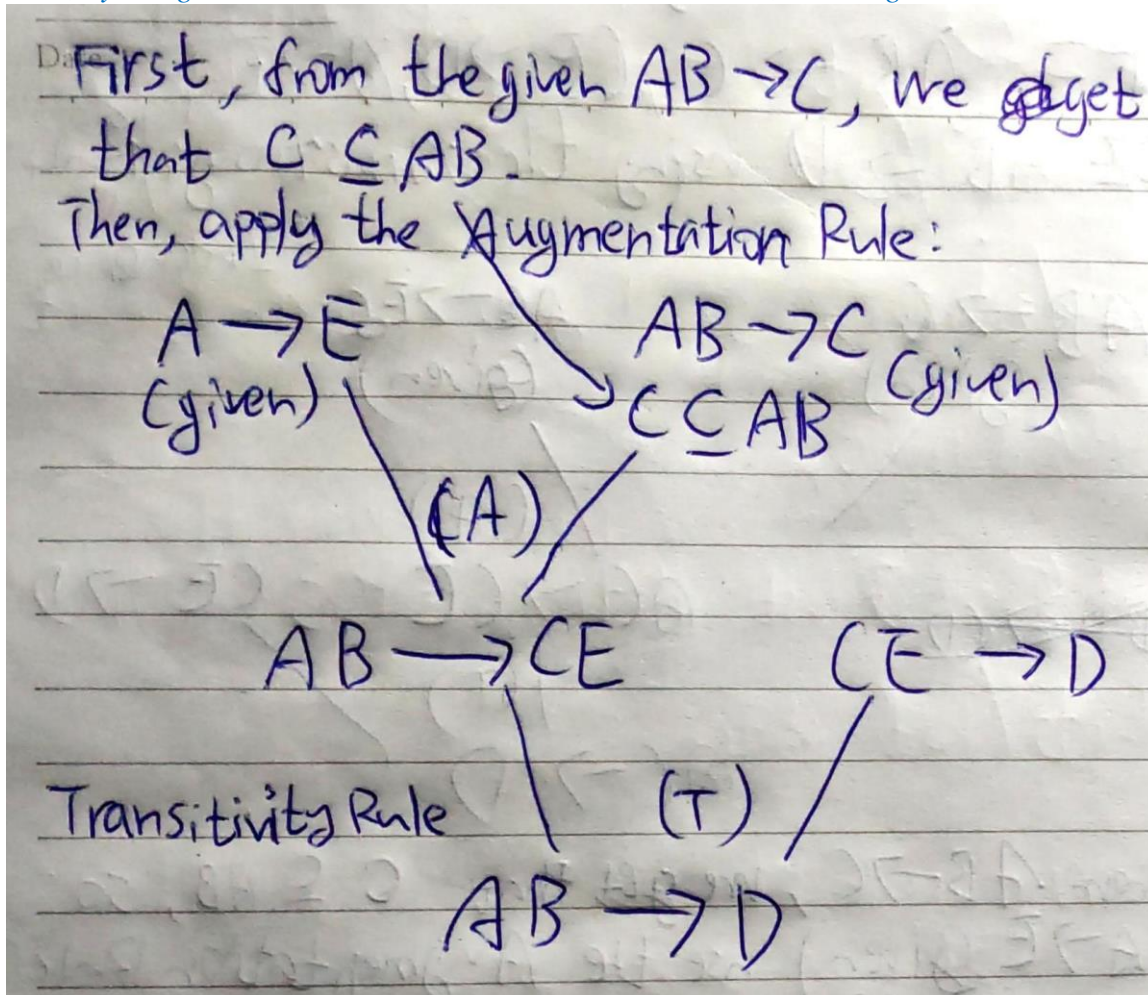 First, from the given AB → C, we get
that C ⊆ AB.
Then, apply the Augmentation Rule:
A → E AB → C
(given) C ⊆ AB (given)
(A)
AB → CE CE → D
Transitivity Rule (T)
AB → D